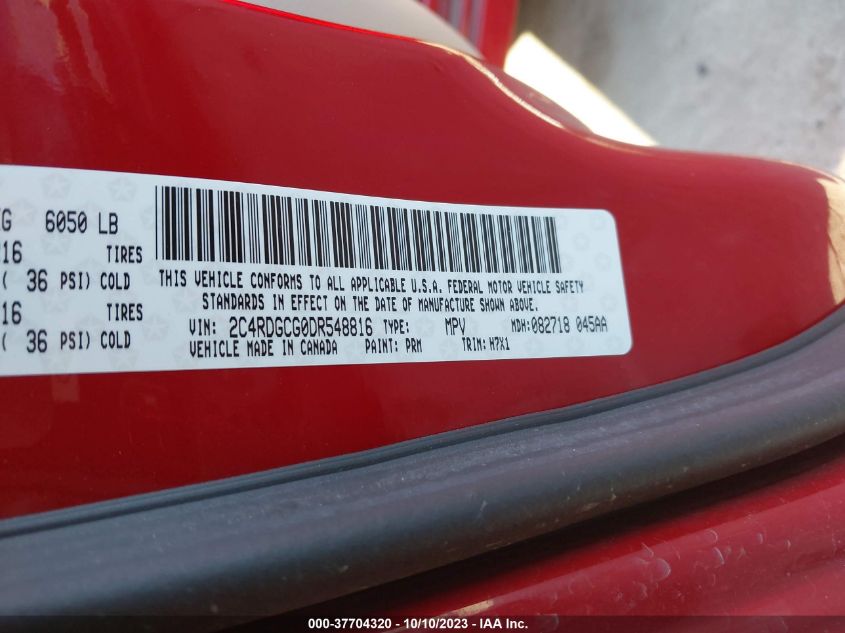 G 6050 LB
16 TIRES
( 36 PSI) COLD
16 TIRES
( 36 PSI) COLD
THIS VEHICLE CONFORMS TO ALL APPLICABLE U.S.A. FEDERAL MOTOR VEHICLE SAFETY
STANDARDS IN EFFECT ON THE DATE OF MANUFACTURE SHOWN ABOVE.
VIN: 2C4RDGCG0DR548816 TYPE: MPV MDH:082718 045AA
VEHICLE MADE IN CANADA PAINT: PRM TRIM: H7X1
000-37704320 - 10/10/2023 - IAA Inc.